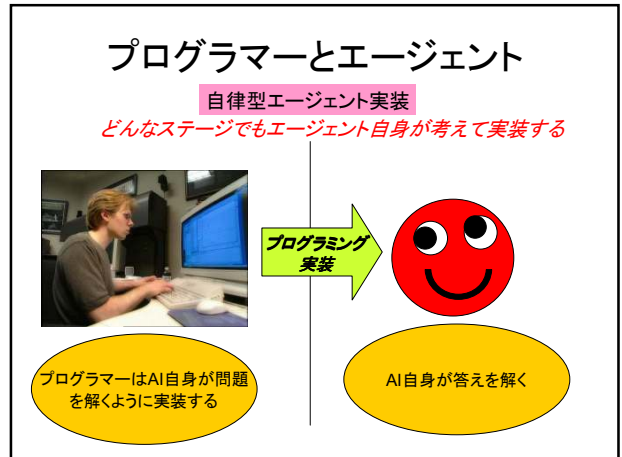 プログラマーとエージェント
自律型エージェント実装
どんなステージでもエージェント自身が考えて実装する
プログラミング
実装
プログラマーはAI自身が問題
を解くように実装する
AI自身が答えを解く